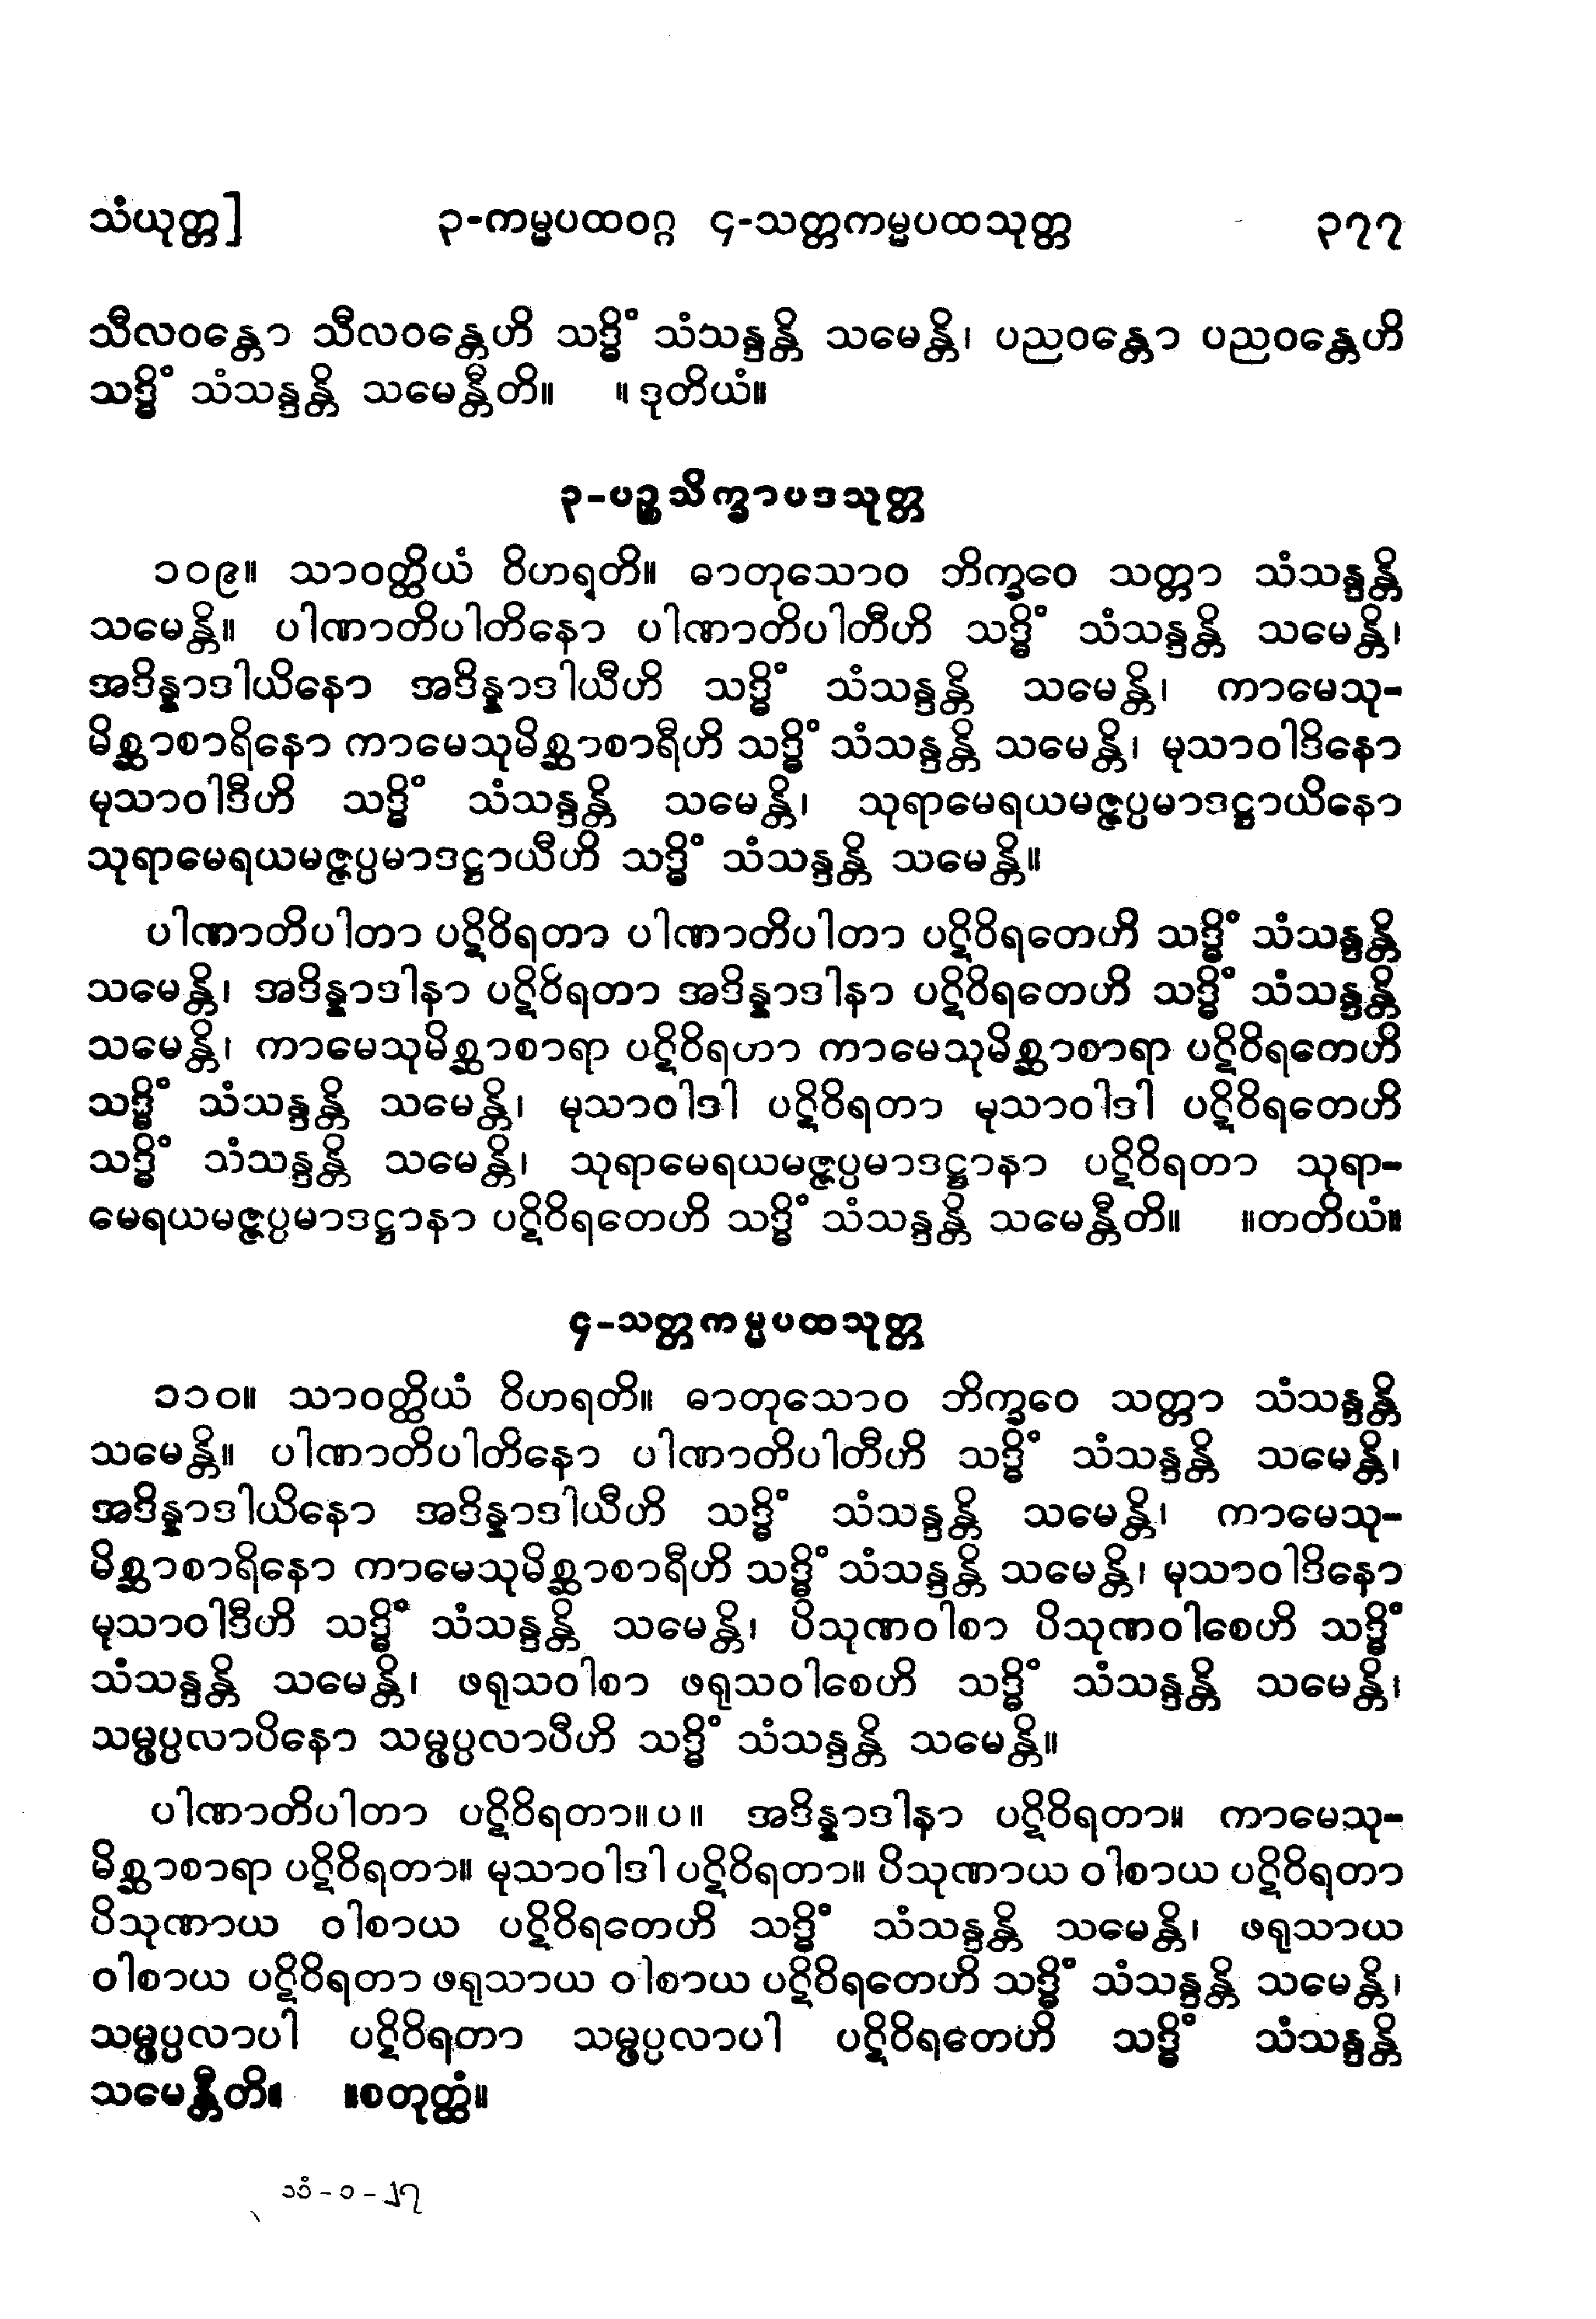 သံယုတ္တ] ၃-ကမ္မပထဝဂ္ဂ ၄-သတ္တကမ္မပထသုတ္တ ၃၇၇
သီလဝန္တော သီလဝန္တေဟိ သဒ္ဓိံ သံသန္ဒန္တိ သမေန္တိ၊ ပညဝန္တော ပညဝန္တေဟိ
သဒ္ဓိံ သံသန္ဒန္တိ သမေန္တီတိ။ ။ ဒုတိယံ။
၃-ပဉ္စသိက္ခာပဒသုတ္တ
၁၀၉။ သာဝတ္ထိယံ ဝိဟရတိ။ ဓာတုသောဝ ဘိက္ခဝေ သတ္တာ သံသန္ဒန္တိ
သမေန္တိ။ ပါဏာတိပါတိနော ပါဏာတိပါတီဟိ သဒ္ဓိံ သံသန္ဒန္တိ သမေန္တိ၊
အဒိန္နာဒါယိနော အဒိန္နာဒါယီဟိ သဒ္ဓိံ သံသန္ဒန္တိ သမေန္တိ၊ ကာမေသု-
မိစ္ဆာစာရိနော ကာမေသုမိစ္ဆာစာရီဟိ သဒ္ဓိံ သံသန္ဒန္တိ သမေန္တိ၊ မုသာဝါဒိနော
မုသာဝါဒီဟိ သဒ္ဓိံ သံသန္ဒန္တိ သမေန္တိ၊ သုရာမေရယမဇ္ဇပ္ပမာဒဋ္ဌာယိနော
သုရာမေရယမဇ္ဇပ္ပမာဒဋ္ဌာယီဟိ သဒ္ဓိံ သံသန္ဒန္တိ သမေန္တိ။
ပါဏာတိပါတာ ပဋိဝိရတာ ပါဏာတိပါတာ ပဋိဝိရတေဟိ သဒ္ဓိံ သံသန္ဒန္တိ
သမေန္တိ၊ အဒိန္နာဒါနာ ပဋိဝိရတာ အဒိန္နာဒါနာ ပဋိဝိရတေဟိ သဒ္ဓိံ သံသန္ဒန္တိ
သမေန္တိ၊ ကာမေသုမိစ္ဆာစာရာ ပဋိဝိရတာ ကာမေသုမိစ္ဆာစာရာ ပဋိဝိရတေဟိ
သဒ္ဓိံ သံသန္ဒန္တိ သမေန္တိ၊ မုသာဝါဒါ ပဋိဝိရတာ မုသာဝါဒါ ပဋိဝိရတေဟိ
သဒ္ဓိံ သံသန္ဒန္တိ သမေန္တိ၊ သုရာမေရယမဇ္ဇပ္ပမာဒဋ္ဌာနာ ပဋိဝိရတာ သုရာ-
မေရယမဇ္ဇပ္ပမာဒဋ္ဌာနာ ပဋိဝိရတေဟိ သဒ္ဓိံ သံသန္ဒန္တိ သမေန္တီတိ။ ။တတိယံ။
၄-သတ္တကမ္မပထသုတ္တ
၁၁၀။ သာဝတ္ထိယံ ဝိဟရတိ။ ဓာတုသောဝ ဘိက္ခဝေ သတ္တာ သံသန္ဒန္တိ
သမေန္တိ။ ပါဏာတိပါတိနော ပါဏာတိပါတီဟိ သဒ္ဓိံ သံသန္ဒန္တိ သမေန္တိ၊
အဒိန္နာဒါယိနော အဒိန္နာဒါယီဟိ သဒ္ဓိံ သံသန္ဒန္တိ သမေန္တိ၊ ကာမေသု-
မိစ္ဆာစာရိနော ကာမေသုမိစ္ဆာစာရီဟိ သဒ္ဓိံ သံသန္ဒန္တိ သမေန္တိ၊ မုသာဝါဒိနော
မုသာဝါဒီဟိ သဒ္ဓိံ သံသန္ဒန္တိ သမေန္တိ၊ ပိသုဏဝါစာ ပိသုဏဝါစေဟိ သဒ္ဓိံ
သံသန္ဒန္တိ သမေန္တိ၊ ဖရုသဝါစာ ဖရုသဝါစေဟိ သဒ္ဓိံ သံသန္ဒန္တိ သမေန္တိ၊
သမ္ဖပ္ပလာပိနော သမ္ဖပ္ပလာပီဟိ သဒ္ဓိံ သံသန္ဒန္တိ သမေန္တိ။
ပါဏာတိပါတာ ပဋိဝိရတာ။ပ။ အဒိန္နာဒါနာ ပဋိဝိရတာ။ ကာမေသု-
မိစ္ဆာစာရာ ပဋိဝိရတာ။ မုသာဝါဒါ ပဋိဝိရတာ။ ပိသုဏာယ ဝါစာယ ပဋိဝိရတာ
ပိသုဏာယ ဝါစာယ ပဋိဝိရတေဟိ သဒ္ဓိံ သံသန္ဒန္တိ သမေန္တိ၊ ဖရုသာယ
ဝါစာယ ပဋိဝိရတာ ဖရုသာယ ဝါစာယ ပဋိဝိရတေဟိ သဒ္ဓိံ သံသန္ဒန္တိ သမေန္တိ၊
သမ္ဖပ္ပလာပါ ပဋိဝိရတာ သမ္ဖပ္ပလာပါ ပဋိဝိရတေဟိ သဒ္ဓိံ သံသန္ဒန္တိ
သမေန္တီတိ။ ။စတုတ္ထံ။
သံ-၁-၂၇